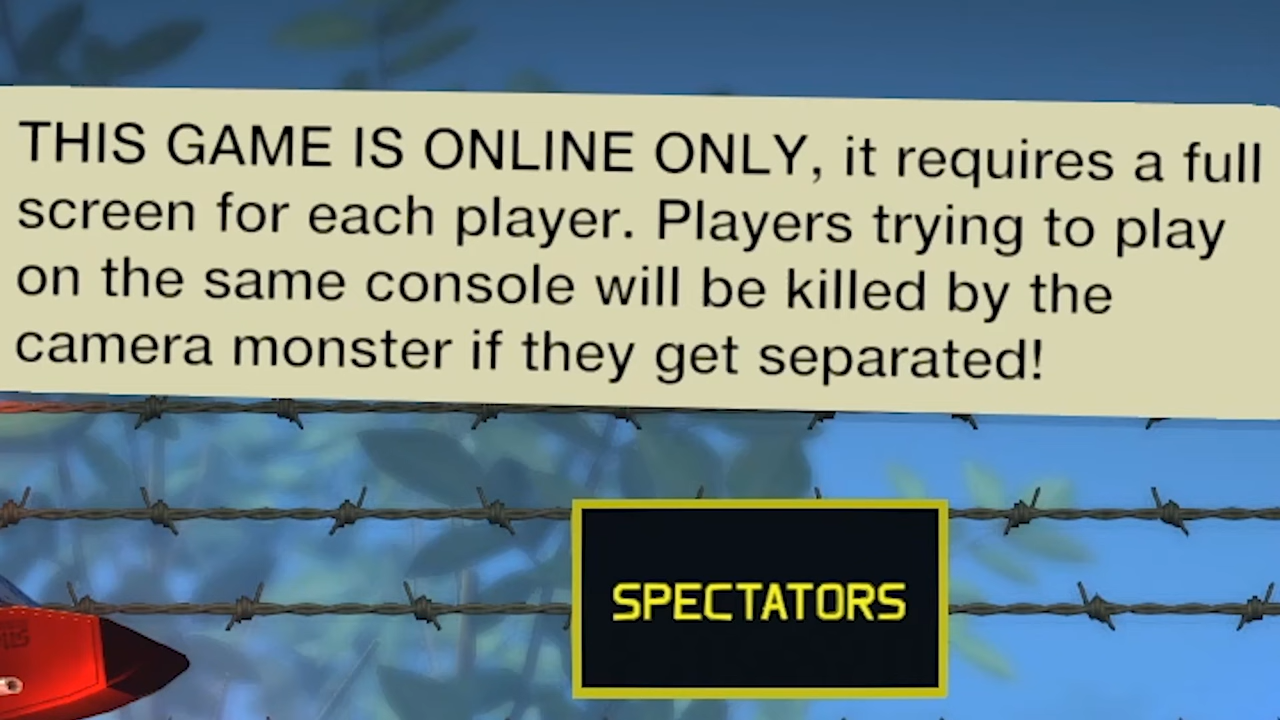 THIS GAME IS ONLINE ONLY, it requires a full
screen for each player. Players trying to play
on the same console will be killed by the
camera monster if they get separated!
SPECTATORS